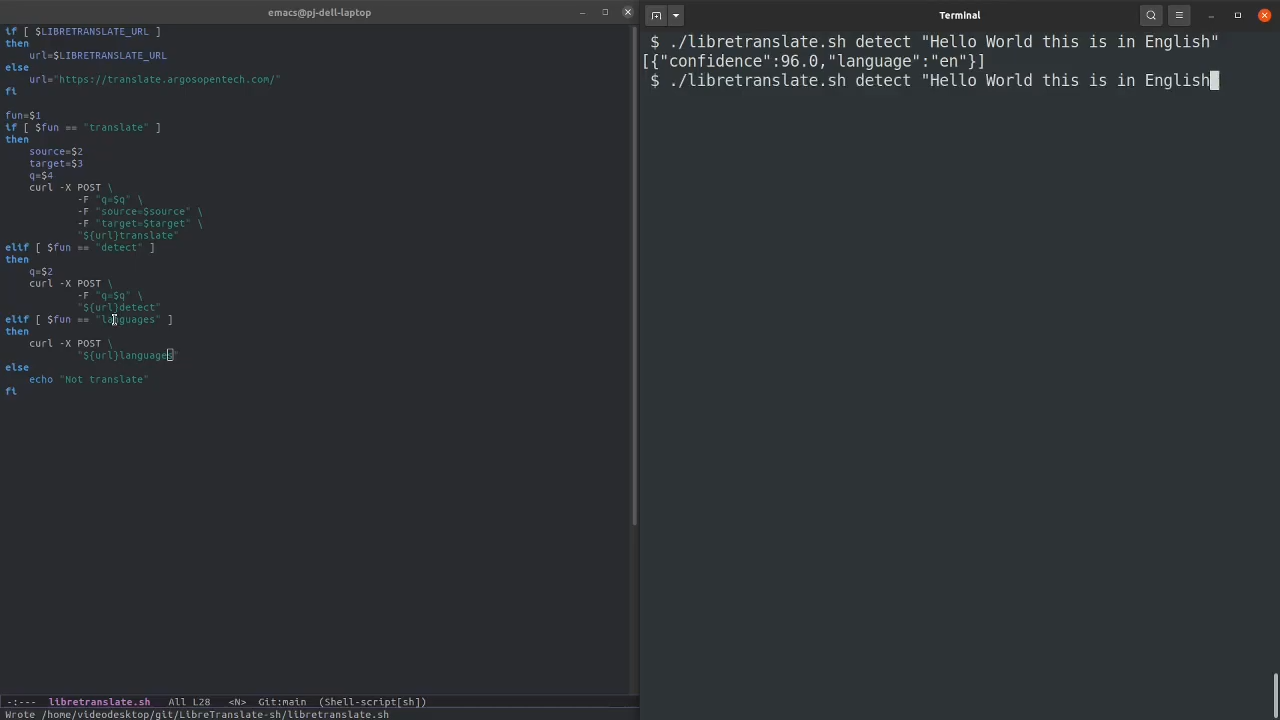 emacs@pj-dell-laptop
if [ $LIBRETRANSLATE_URL ]
then
    url=$LIBRETRANSLATE_URL
else
    url="https://translate.argosopentech.com/"
fi

fun=$1
if [ $fun == "translate" ]
then
    source=$2
    target=$3
    q=$4
    curl -X POST \
            -F "q=$q" \
            -F "source=$source" \
            -F "target=$target" \
            "${url}translate"
elif [ $fun == "detect" ]
then
    q=$2
    curl -X POST \
            -F "q=$q" \
            "${url}detect"
elif [ $fun == "languages" ]
then
    curl -X POST \
            "${url}languages"
else
    echo "Not translate"
fi
-:--- libretranslate.sh All L28 <N> Git:main (Shell-script[sh])
Wrote /home/videodesktop/git/LibreTranslate-sh/libretranslate.sh
Terminal
$ ./libretranslate.sh detect "Hello World this is in English"
[{"confidence":96.0,"language":"en"}]
$ ./libretranslate.sh detect "Hello World this is in English